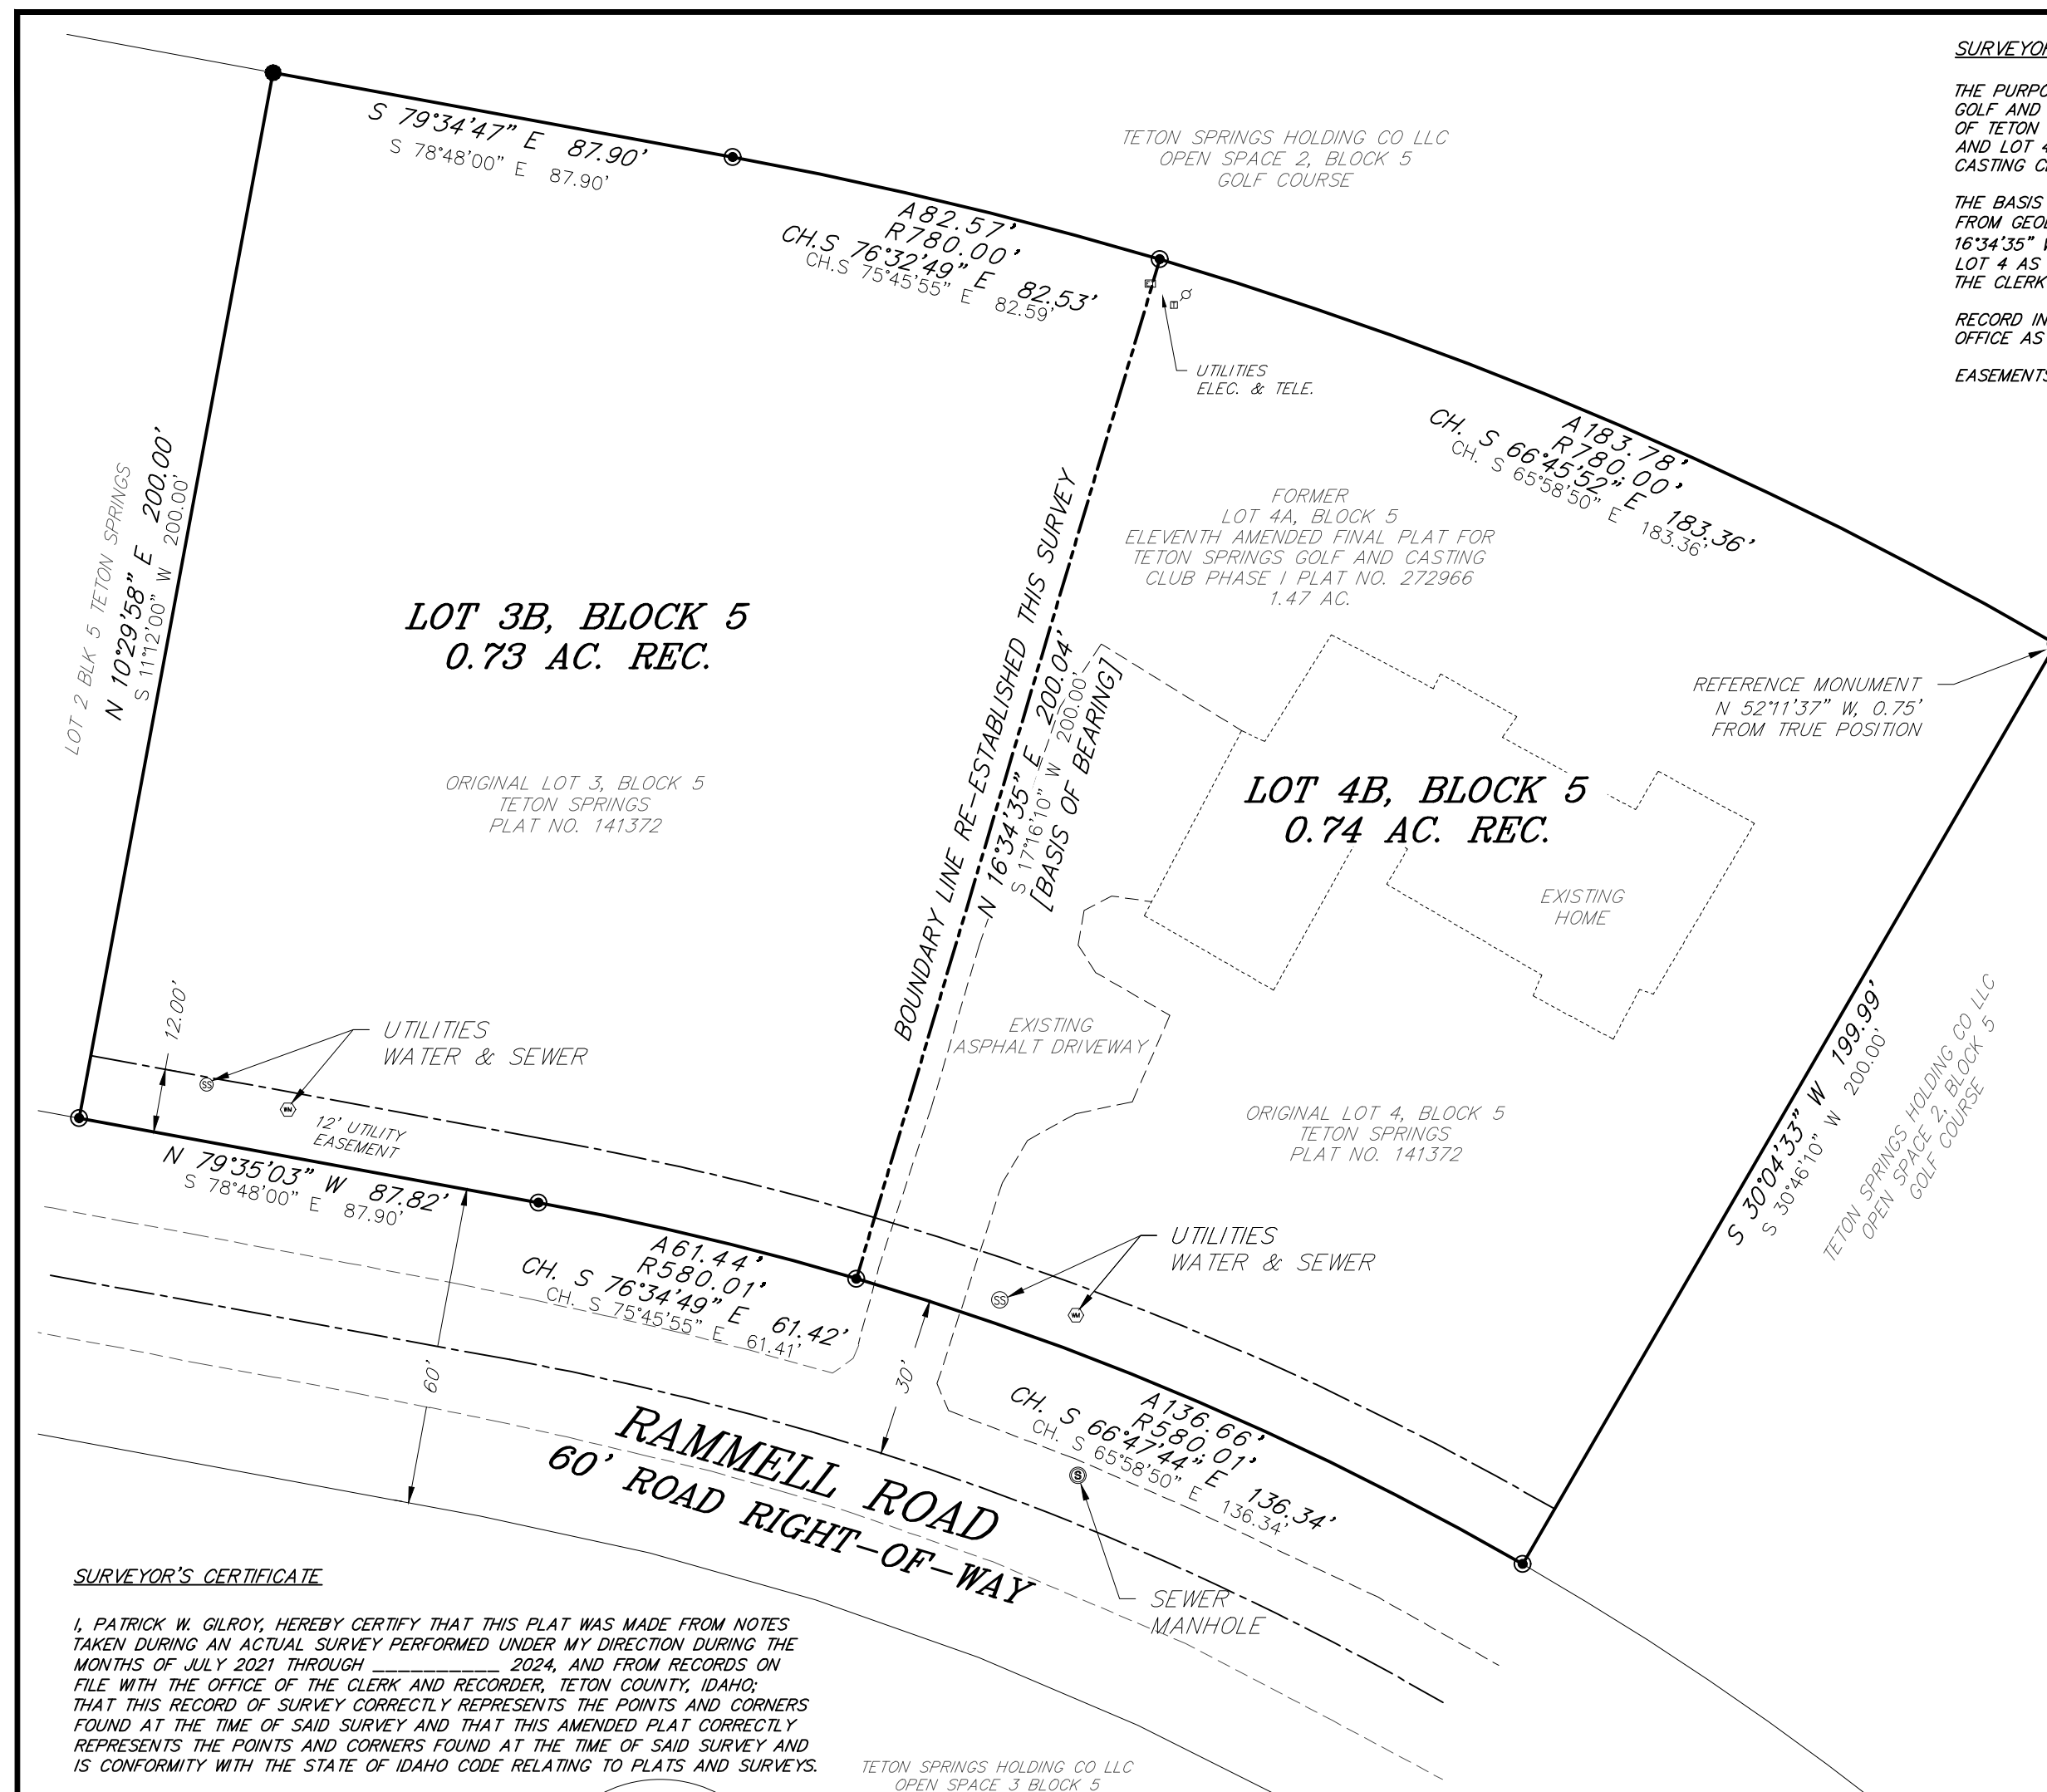 SURVEYOR
THE PURPO
GOLF AND
OF TETON
AND LOT 4
CASTING CL
THE BASIS
FROM GEOD
16°34'35" W
LOT 4 AS
THE CLERK
RECORD IN
OFFICE AS
EASEMENTS
S 79°34'47" E 87.90'
S 78°48'00" E 87.90'
TETON SPRINGS HOLDING CO LLC
OPEN SPACE 2, BLOCK 5
GOLF COURSE
A82.57'
R780.00'
CH.S 76°32'49" E 82.53'
CH.S 75°45'55" E 82.59'
UTILITIES
ELEC. & TELE.
A183.78'
R780.00'
CH. S 66°45'52" E 183.36'
CH. S 65°58'50" E 183.36'
LOT 2 BLK 5 TETON SPRINGS
N 10°29'58" E 200.00'
S 11°12'00" W 200.00'
FORMER
LOT 4A, BLOCK 5
ELEVENTH AMENDED FINAL PLAT FOR
TETON SPRINGS GOLF AND CASTING
CLUB PHASE I PLAT NO. 272966
1.47 AC.
LOT 3B, BLOCK 5
0.73 AC. REC.
BOUNDARY LINE RE-ESTABLISHED THIS SURVEY
N 16°34'35" E 200.04'
S 17°16'10" W 200.00'
[BASIS OF BEARING]
REFERENCE MONUMENT
N 52°11'37" W, 0.75'
FROM TRUE POSITION
ORIGINAL LOT 3, BLOCK 5
TETON SPRINGS
PLAT NO. 141372
LOT 4B, BLOCK 5
0.74 AC. REC.
EXISTING
HOME
12.00'
UTILITIES
WATER & SEWER
SS
WM
12' UTILITY
EASEMENT
EXISTING
ASPHALT DRIVEWAY
ORIGINAL LOT 4, BLOCK 5
TETON SPRINGS
PLAT NO. 141372
S 30°04'33" W 199.99'
S 30°46'10" W 200.00'
TETON SPRINGS HOLDING CO LLC
OPEN SPACE 2, BLOCK 5
GOLF COURSE
N 79°35'03" W 87.82'
S 78°48'00" E 87.90'
A61.44'
R580.01'
CH. S 76°34'49" E 61.42'
CH. S 75°45'55" E 61.41'
UTILITIES
WATER & SEWER
SS
WM
60'
30'
A136.66'
R580.01'
CH. S 66°47'44" E 136.34'
CH. S 65°58'50" E 136.34'
RAMMELL ROAD
60' ROAD RIGHT-OF-WAY
S
SEWER
MANHOLE
SURVEYOR'S CERTIFICATE
I, PATRICK W. GILROY, HEREBY CERTIFY THAT THIS PLAT WAS MADE FROM NOTES
TAKEN DURING AN ACTUAL SURVEY PERFORMED UNDER MY DIRECTION DURING THE
MONTHS OF JULY 2021 THROUGH __________ 2024, AND FROM RECORDS ON
FILE WITH THE OFFICE OF THE CLERK AND RECORDER, TETON COUNTY, IDAHO;
THAT THIS RECORD OF SURVEY CORRECTLY REPRESENTS THE POINTS AND CORNERS
FOUND AT THE TIME OF SAID SURVEY AND THAT THIS AMENDED PLAT CORRECTLY
REPRESENTS THE POINTS AND CORNERS FOUND AT THE TIME OF SAID SURVEY AND
IS CONFORMITY WITH THE STATE OF IDAHO CODE RELATING TO PLATS AND SURVEYS.
TETON SPRINGS HOLDING CO LLC
OPEN SPACE 3 BLOCK 5